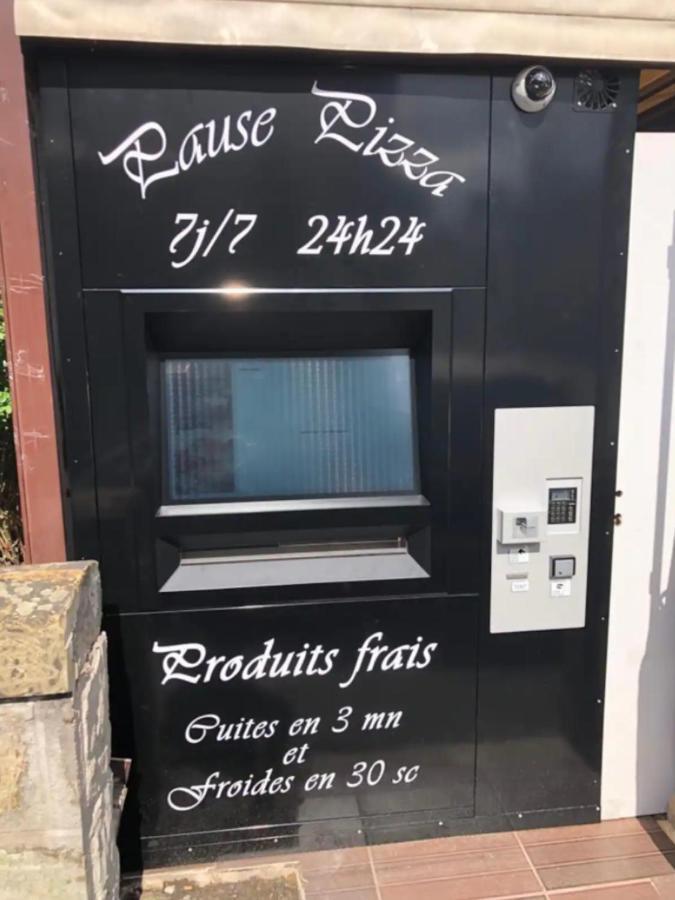 Pause Pizza
7j/7 24h24
Produits frais
Cuites en 3 mn
et
Froides en 30 sc